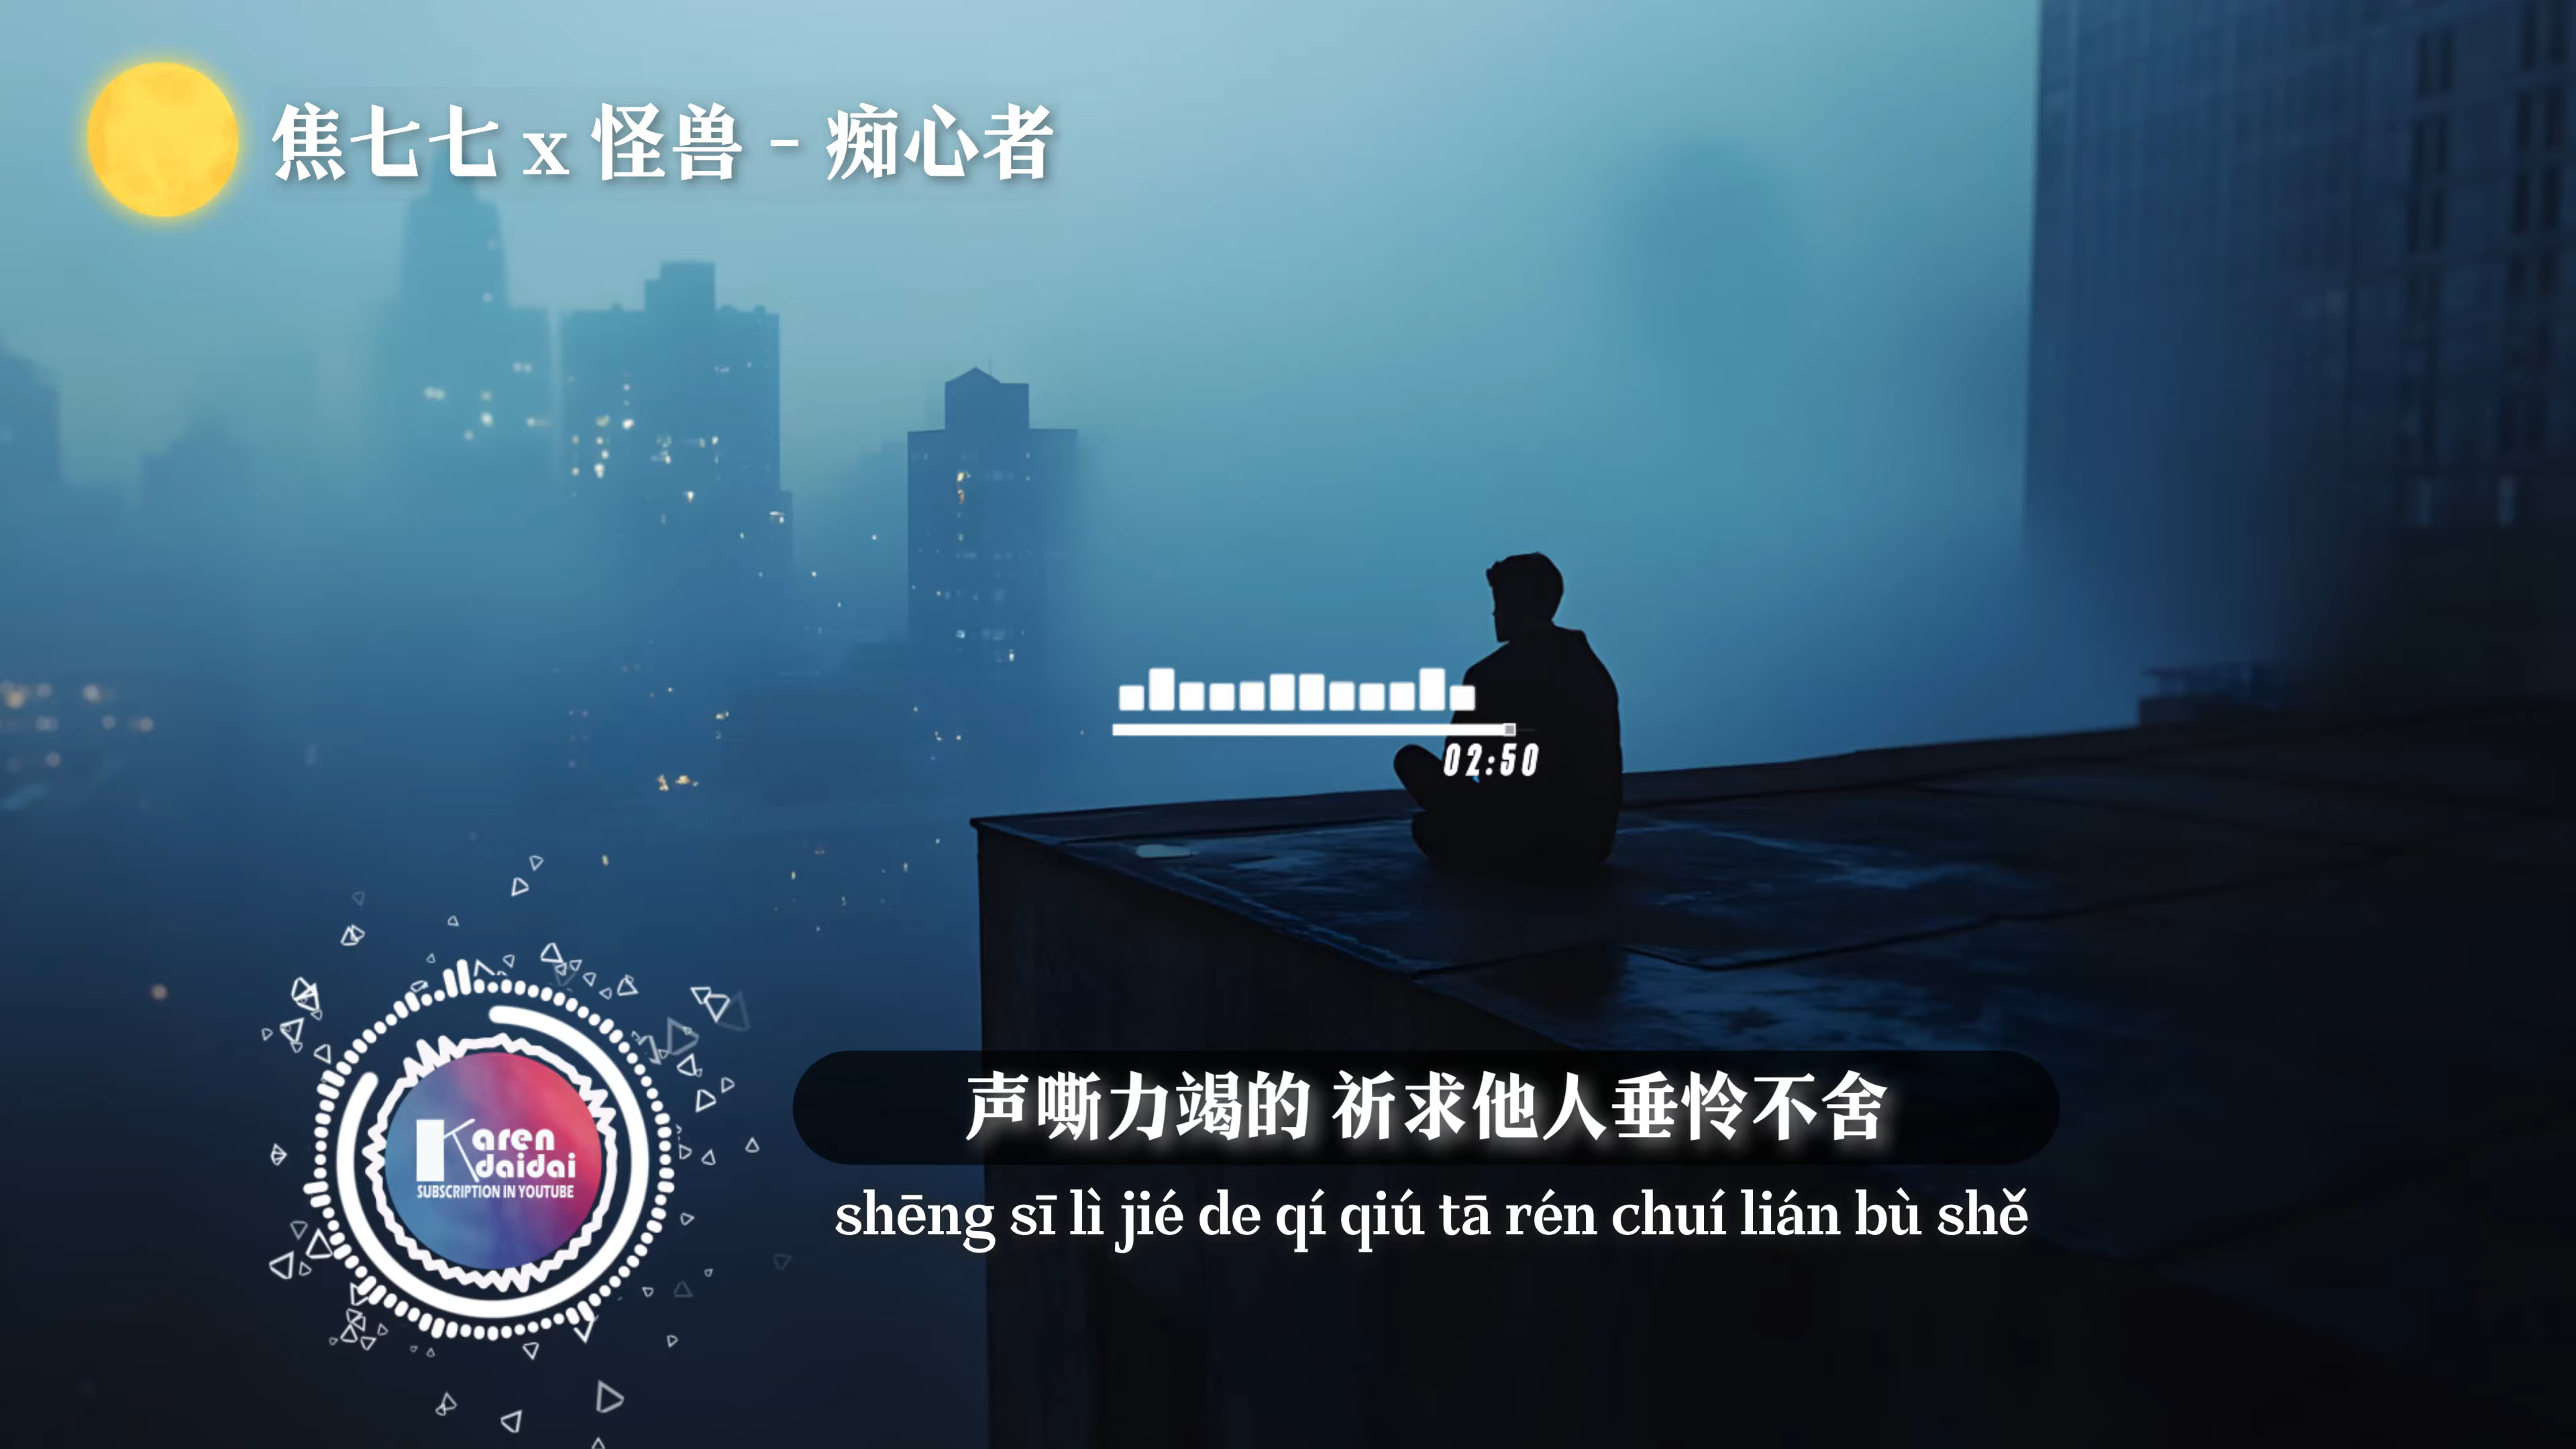 焦七七 x 怪兽 - 痴心者
02:50
声嘶力竭的 祈求他人垂怜不舍
shēng sī lì jié de qí qiú tā rén chuí lián bù shě
Karen
daidai
SUBSCRIPTION IN YOUTUBE